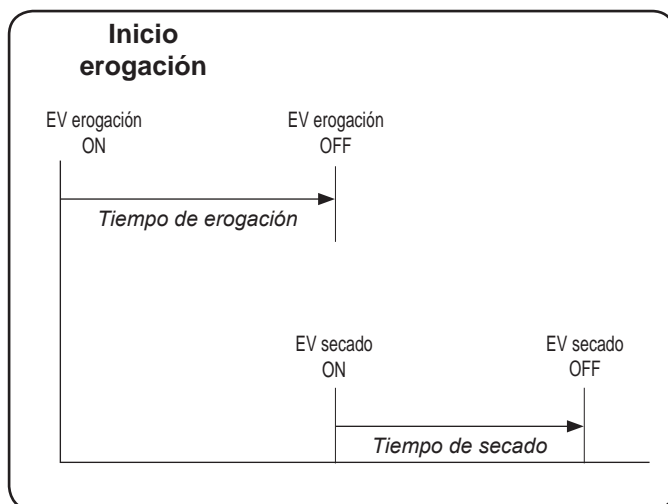 Inicio
erogación
EV erogación
ON
EV erogación
OFF
Tiempo de erogación
EV secado
ON
EV secado
OFF
Tiempo de secado